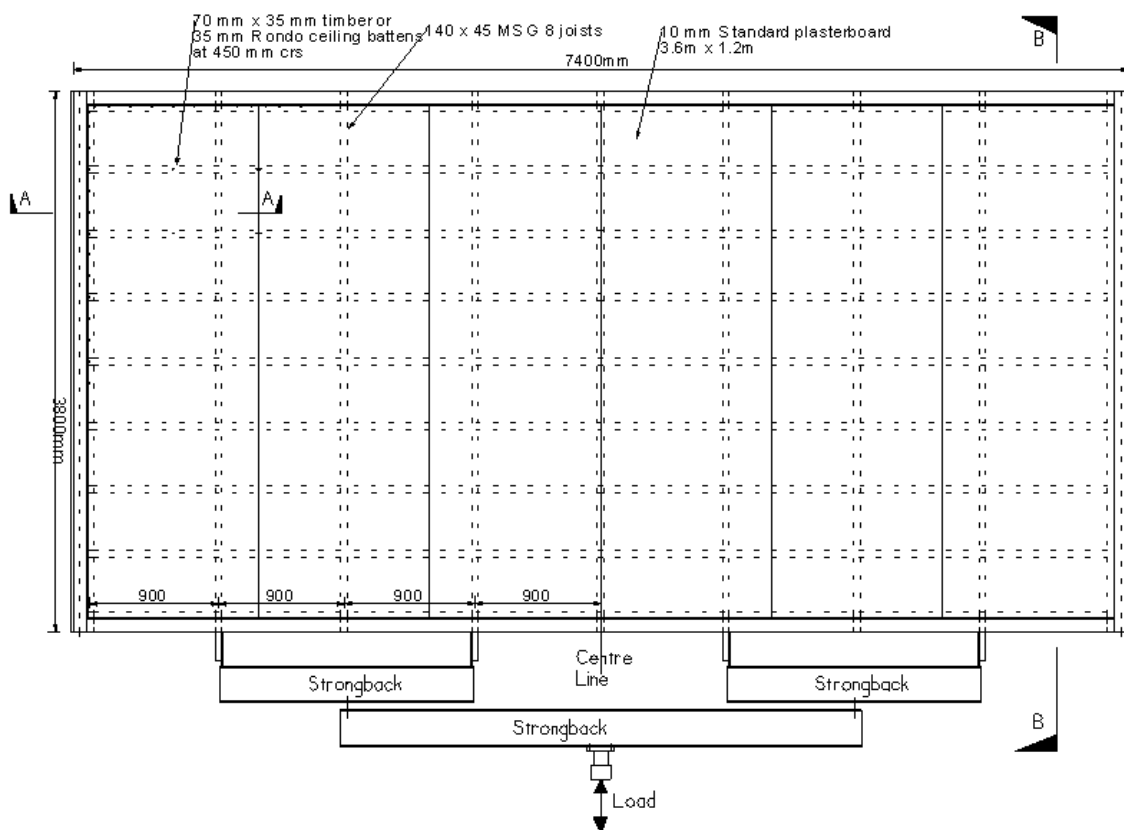 70 mm x 35 mm timber or
35 mm Rondo ceiling battens
at 450 mm crs
140 x 45 MSG 8 joists
10 mm Standard plasterboard
3.6m x 1.2m
B
7400mm
A
A
3800mm
900
900
900
900
Centre
Line
Strongback
Strongback
Strongback
B
Load